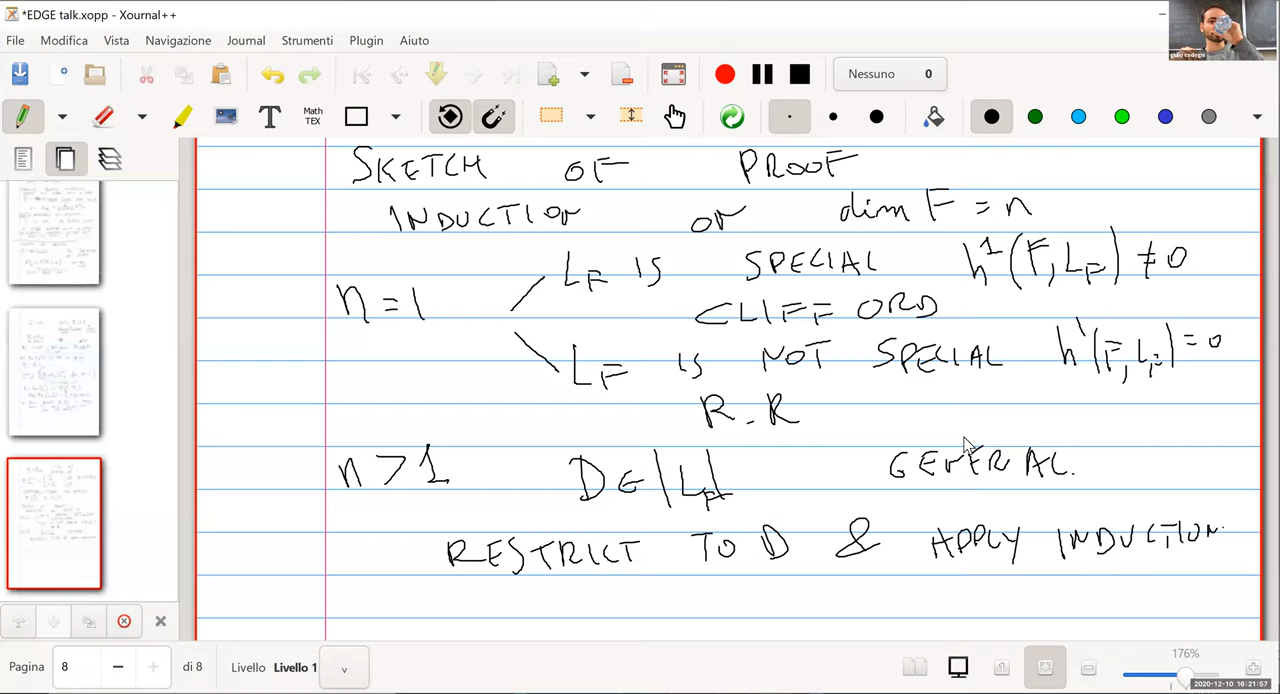 *EDGE talk.xopp - Xournal++
File Modifica Vista Navigazione Journal Strumenti Plugin Aiuto
Nessuno 0
Math
TEX
T
giulio codogni
SKETCH OF PROOF
INDUCTION ON dim F = n
n = 1
L_F IS SPECIAL h^1(F, L_F) ≠ 0
CLIFFORD
L_F IS NOT SPECIAL h^1(F, L_F) = 0
R-R
n > 1 D ∈ |L_F| GENERAL.
RESTRICT TO D & APPLY INDUCTION.
Pagina 8 di 8 Livello Livello 1
176%
2020-12-10 16:21:57